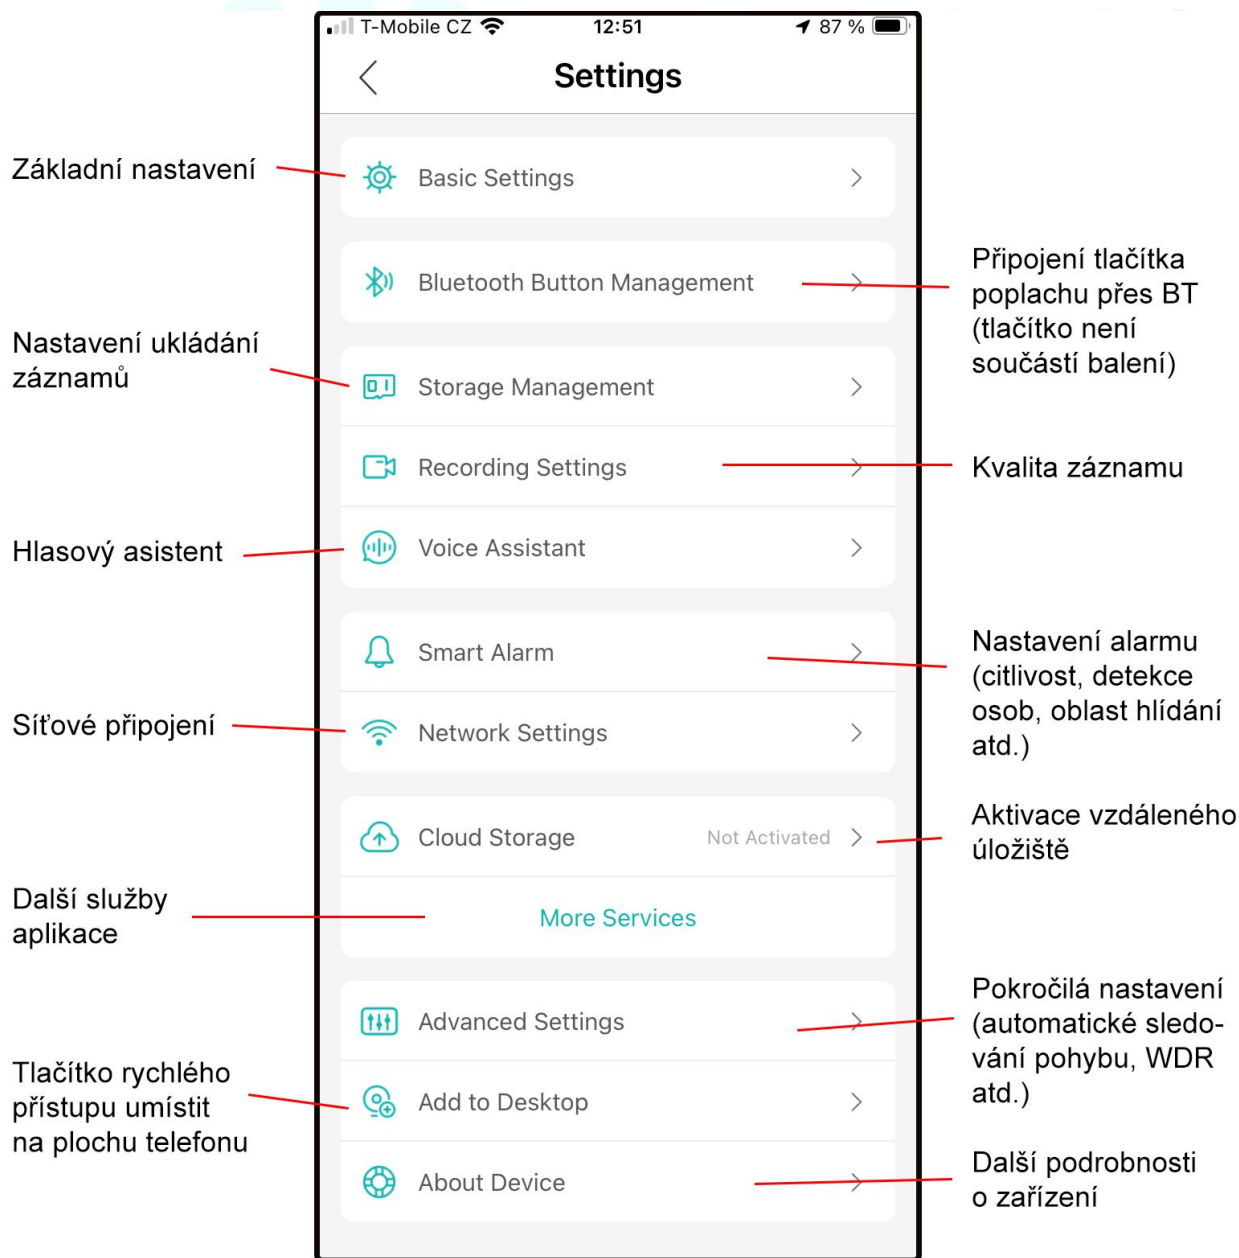 T-Mobile CZ 12:51 87 %
Settings
Základní nastavení
Basic Settings
Bluetooth Button Management
Připojení tlačítka
poplachu přes BT
(tlačítko není
součástí balení)
Nastavení ukládání
záznamů
Storage Management
Recording Settings
Kvalita záznamu
Hlasový asistent
Voice Assistant
Smart Alarm
Nastavení alarmu
(citlivost, detekce
osob, oblast hlídání
atd.)
Síťové připojení
Network Settings
Cloud Storage Not Activated
Aktivace vzdáleného
úložiště
Další služby
aplikace
More Services
Advanced Settings
Pokročilá nastavení
(automatické sledo-
vání pohybu, WDR
atd.)
Tlačítko rychlého
přístupu umístit
na plochu telefonu
Add to Desktop
About Device
Další podrobnosti
o zařízení